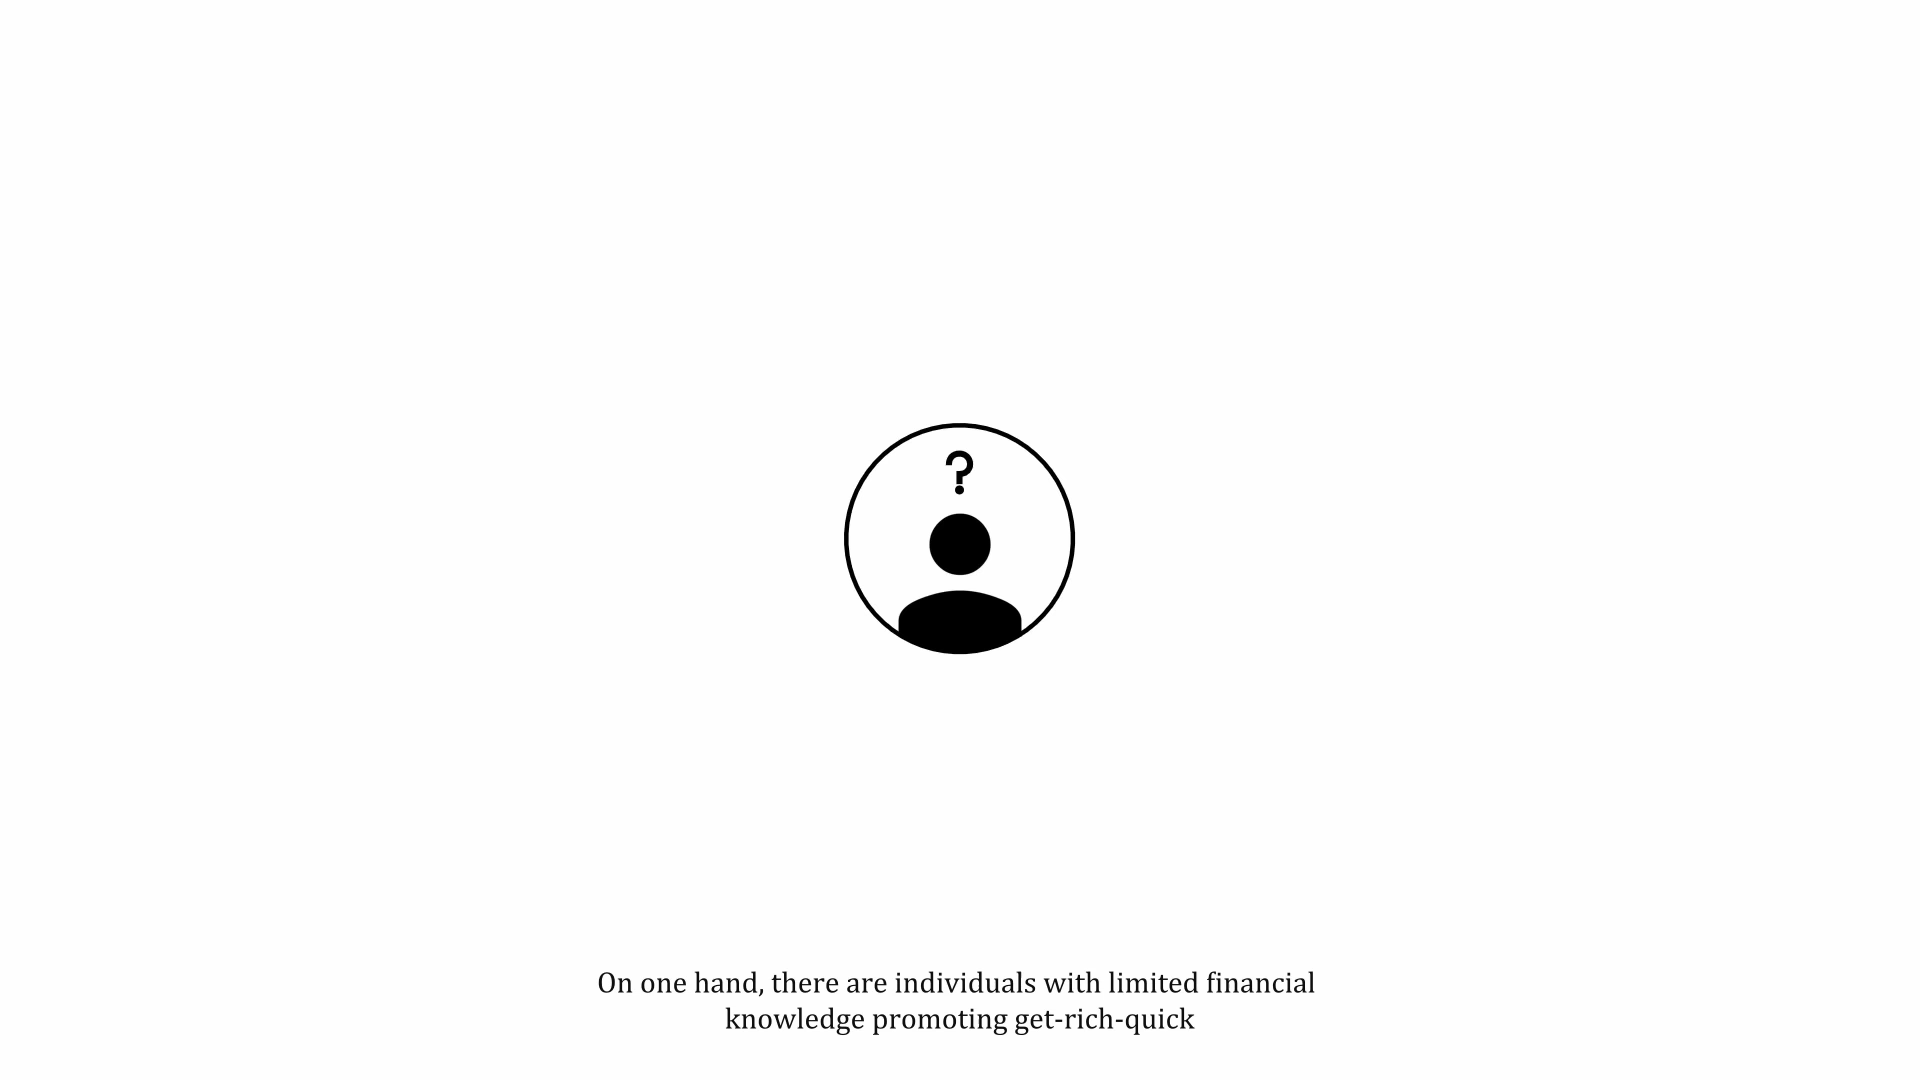 ?
On one hand, there are individuals with limited financial
knowledge promoting get-rich-quick